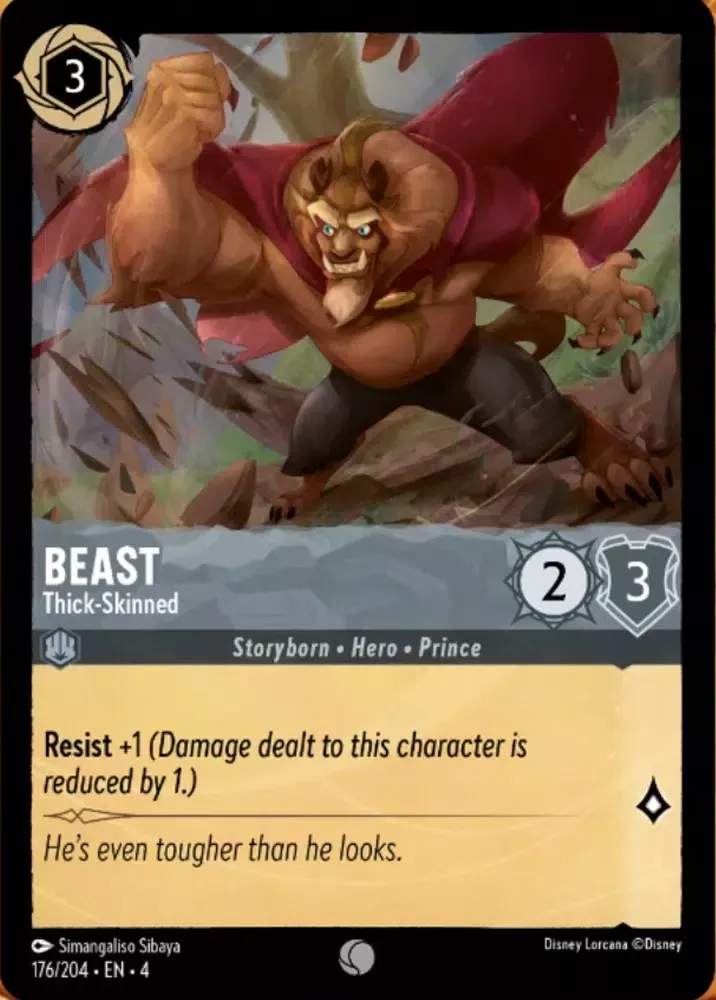 3
BEAST
Thick-Skinned
2
3
Storyborn • Hero • Prince
Resist +1 (Damage dealt to this character is
reduced by 1.)
He's even tougher than he looks.
Simangaliso Sibaya
Disney Lorcana ©Disney
176/204 • EN • 4